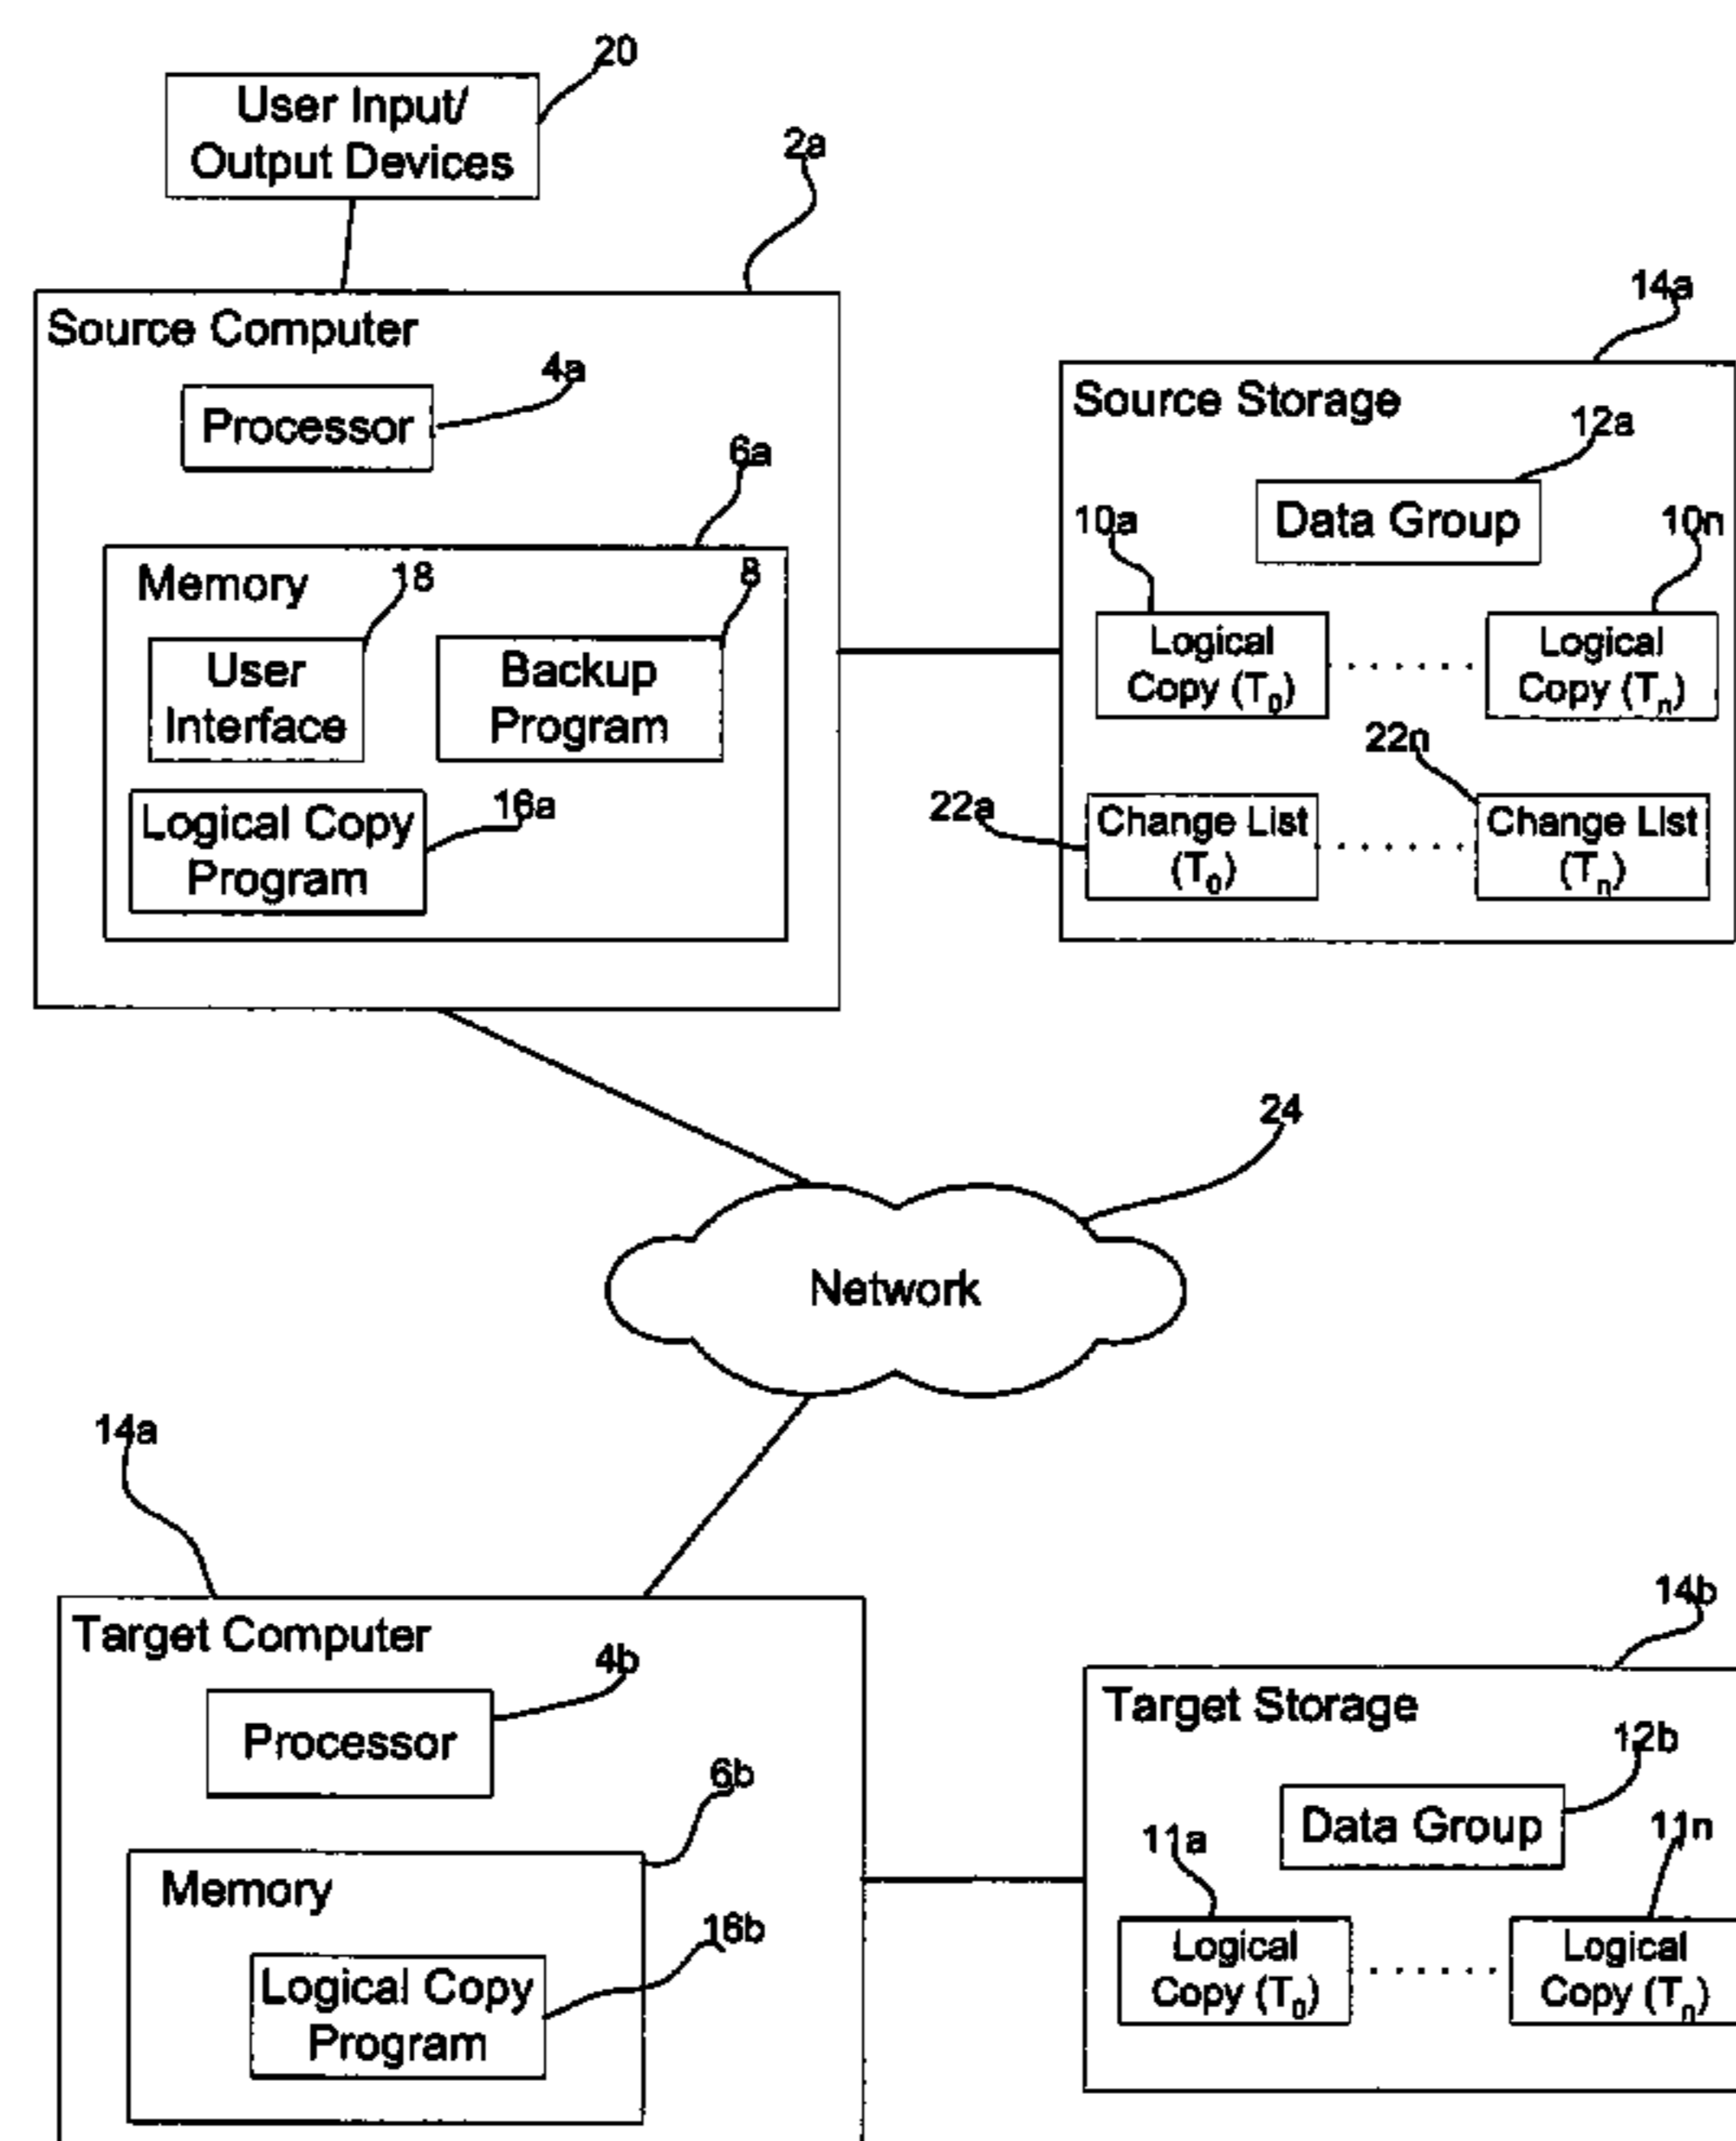 20
User Input/
Output Devices
2a
Source Computer
4a
Processor
6a
Memory
18
8
User
Interface
Backup
Program
16a
Logical Copy
Program
14a
Source Storage
12a
Data Group
10a
10n
Logical
Copy (T0)
Logical
Copy (Tn)
22n
22a
Change List
(T0)
Change List
(Tn)
24
Network
14a
Target Computer
4b
Processor
6b
Memory
16b
Logical Copy
Program
14b
Target Storage
12b
Data Group
11a
11n
Logical
Copy (T0)
Logical
Copy (Tn)